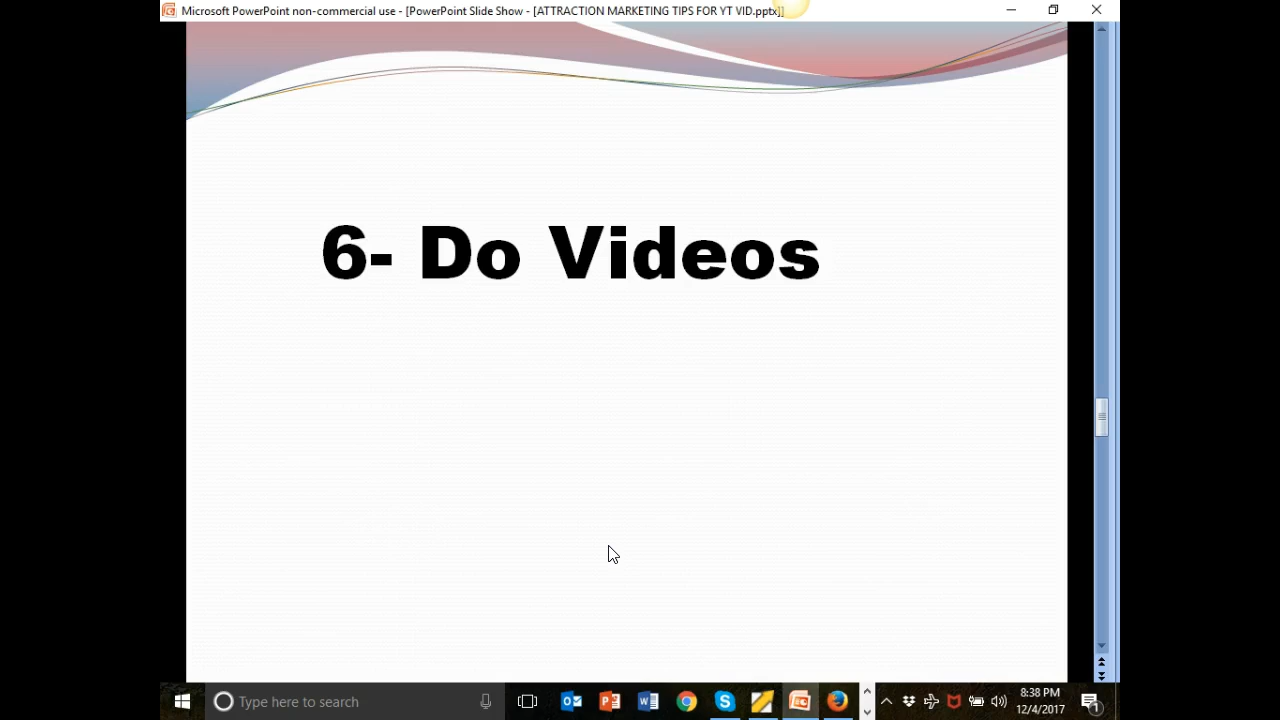 Microsoft PowerPoint non-commercial use - [PowerPoint Slide Show - [ATTRACTION MARKETING TIPS FOR YT VID.pptx]]
6- Do Videos
Type here to search
8:38 PM
12/4/2017
1